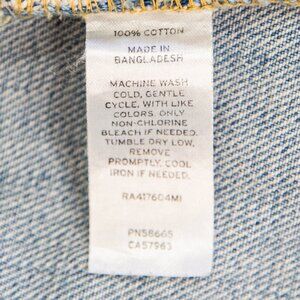 100% COTTON
MADE IN
BANGLADESH
MACHINE WASH
COLD, GENTLE
CYCLE, WITH LIKE
COLORS, ONLY
NON-CHLORINE
BLEACH IF NEEDED.
TUMBLE DRY LOW,
REMOVE
PROMPTLY, COOL
IRON IF NEEDED.
RA417604MI
PN58665
CA57963